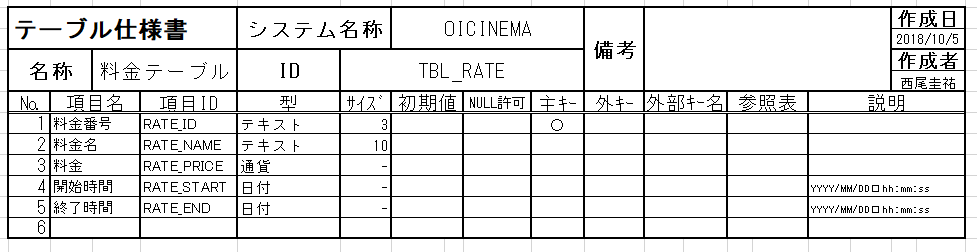 テーブル仕様書 システム名称 OICINEMA 備考 作成日
2018/10/5
名称 料金テーブル ID TBL_RATE 作成者
西尾圭祐
No. 項目名 項目ID 型 サイズ 初期値 NULL許可 主キー 外キー 外部キー名 参照表 説明
1 料金番号 RATE_ID テキスト 3 ○
2 料金名 RATE_NAME テキスト 10
3 料金 RATE_PRICE 通貨 -
4 開始時間 RATE_START 日付 - YYYY/MM/DD□hh:mm:ss
5 終了時間 RATE_END 日付 - YYYY/MM/DD□hh:mm:ss
6